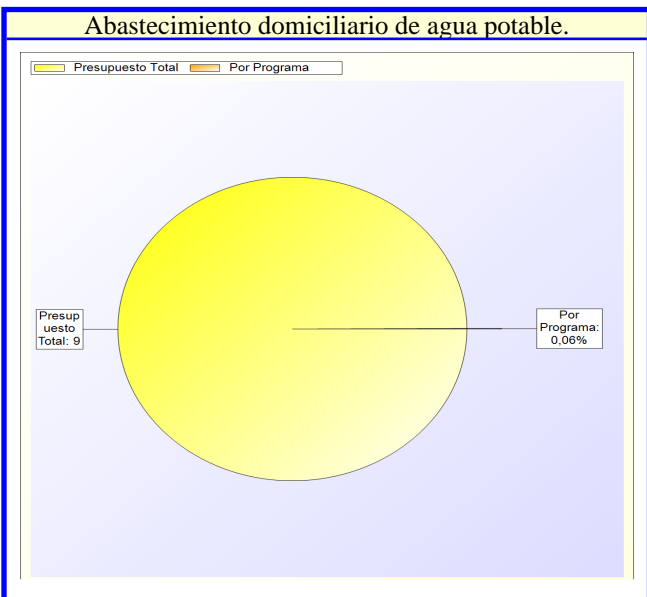 Abastecimiento domiciliario de agua potable.
Presupuesto Total Por Programa
Presup
uesto
Total: 9
Por
Programa:
0,06%